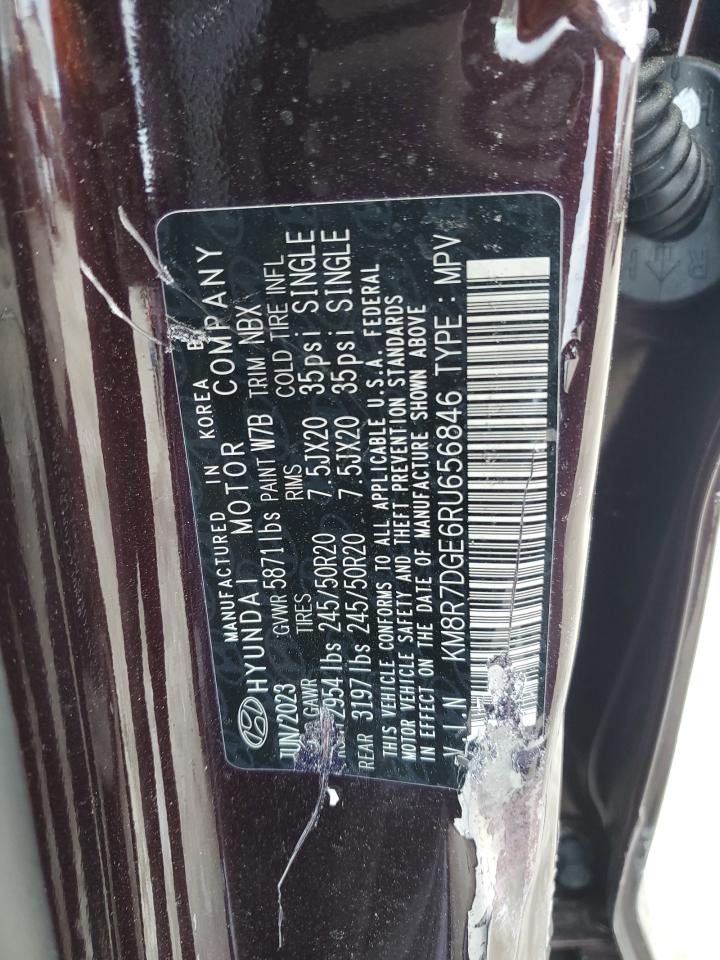 MANUFACTURED IN KOREA
HYUNDAI MOTOR COMPANY
JUN/2023 GVWR 5871 lbs PAINT W7B TRIM NBX
GAWR TIRES RIMS COLD TIRE INFL
2954 lbs 245/50R20 7.5JX20 35psi SINGLE
REAR 3197 lbs 245/50R20 7.5JX20 35psi SINGLE
THIS VEHICLE CONFORMS TO ALL APPLICABLE U.S.A. FEDERAL
MOTOR VEHICLE SAFETY AND THEFT PREVENTION STANDARDS
IN EFFECT ON THE DATE OF MANUFACTURE SHOWN ABOVE
V I N KM8R7DGE6RU656846 TYPE : MPV